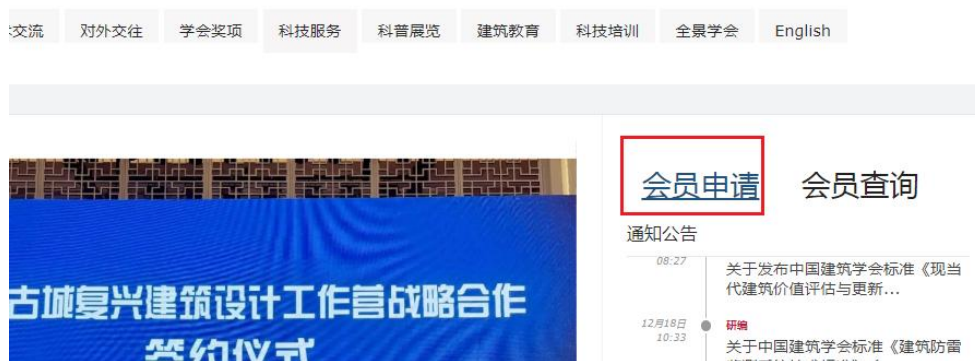 交流 对外交往 学会奖项 科技服务 科普展览 建筑教育 科技培训 全景学会 English
会员申请 会员查询
通知公告
08:27
关于发布中国建筑学会标准《现当
代建筑价值评估与更新...
12月18日
研编
10:33
关于中国建筑学会标准《建筑防雷
古城复兴建筑设计工作营战略合作
签约仪式